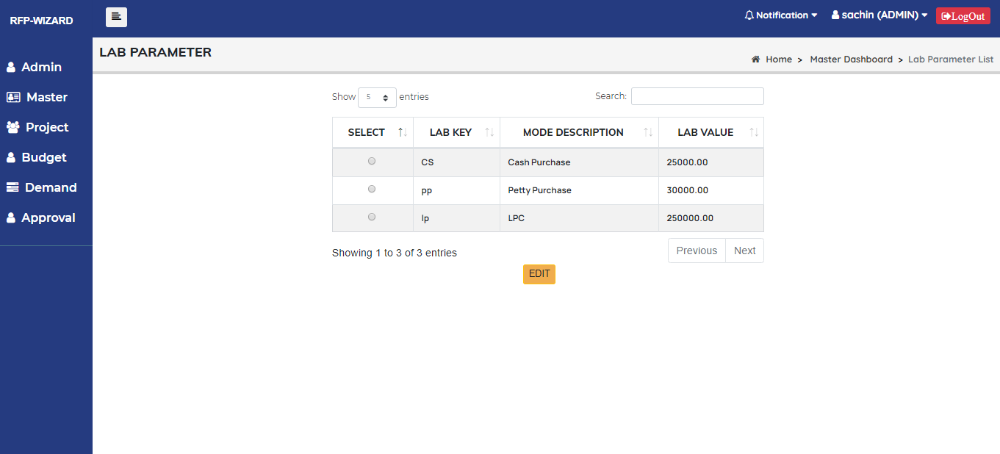 RFP-WIZARD
Notification
sachin (ADMIN)
LogOut
LAB PARAMETER
Home > Master Dashboard > Lab Parameter List
Admin
Master
Project
Budget
Demand
Approval
Show 5 entries
Search:
SELECT LAB KEY MODE DESCRIPTION LAB VALUE
CS Cash Purchase 25000.00
pp Petty Purchase 30000.00
lp LPC 250000.00
Showing 1 to 3 of 3 entries
Previous Next
EDIT